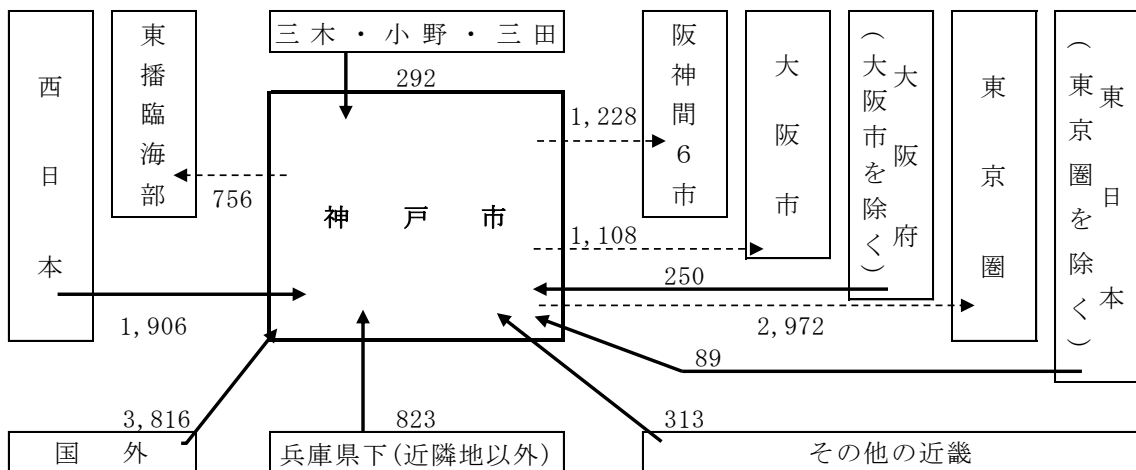 西日本
東播臨海部
三木・小野・三田
292
阪神間６市
大阪市
大阪府
（大阪市を除く）
東京圏
東日本
（東京圏を除く）
1,228
756
神戸市
1,108
250
1,906
2,972
89
3,816
823
313
国外
兵庫県下(近隣地以外)
その他の近畿